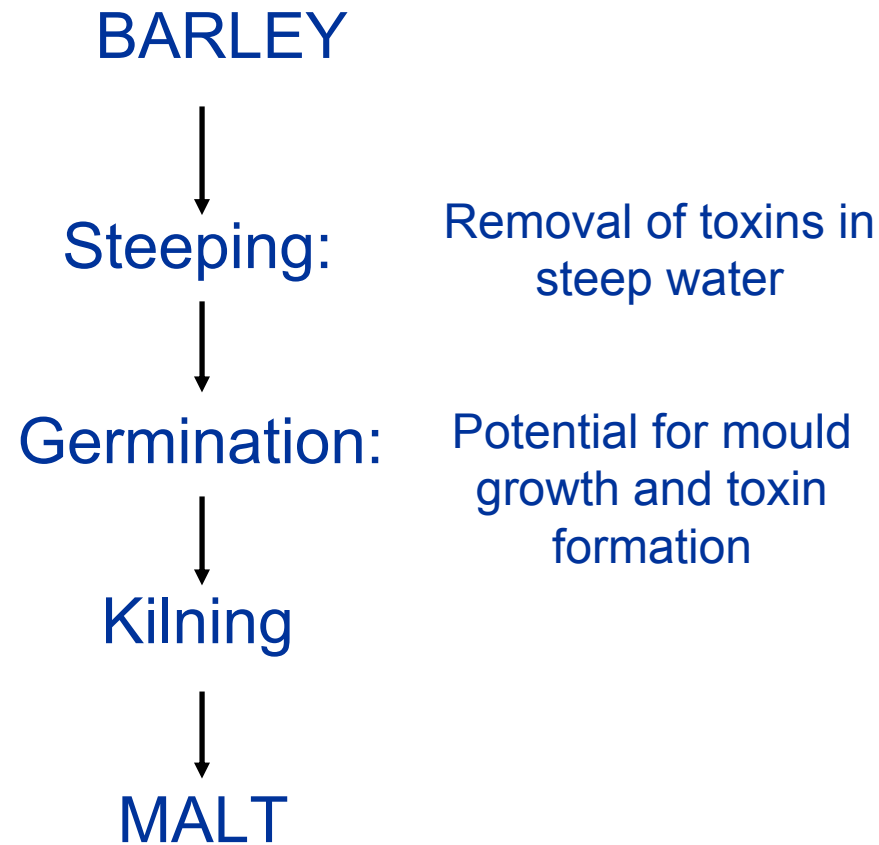 BARLEY
Steeping:
Removal of toxins in
steep water
Germination:
Potential for mould
growth and toxin
formation
Kilning
MALT